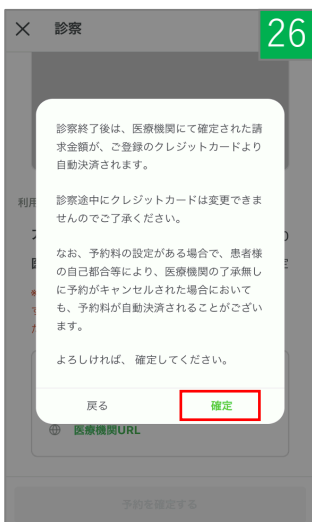 診察
26
診察終了後は、医療機関にて確定された請
求金額が、ご登録のクレジットカードより
自動決済されます。
診察途中にクレジットカードは変更できま
せんのでご了承ください。
なお、予約料の設定がある場合で、患者様
の自己都合等により、医療機関の了承無し
に予約がキャンセルされた場合において
も、予約料が自動決済されることがござい
ます。
よろしければ、 確定してください。
戻る
確定
医療機関URL
予約を確定する